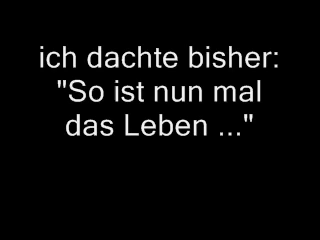 ich dachte bisher:
"So ist nun mal
das Leben ..."